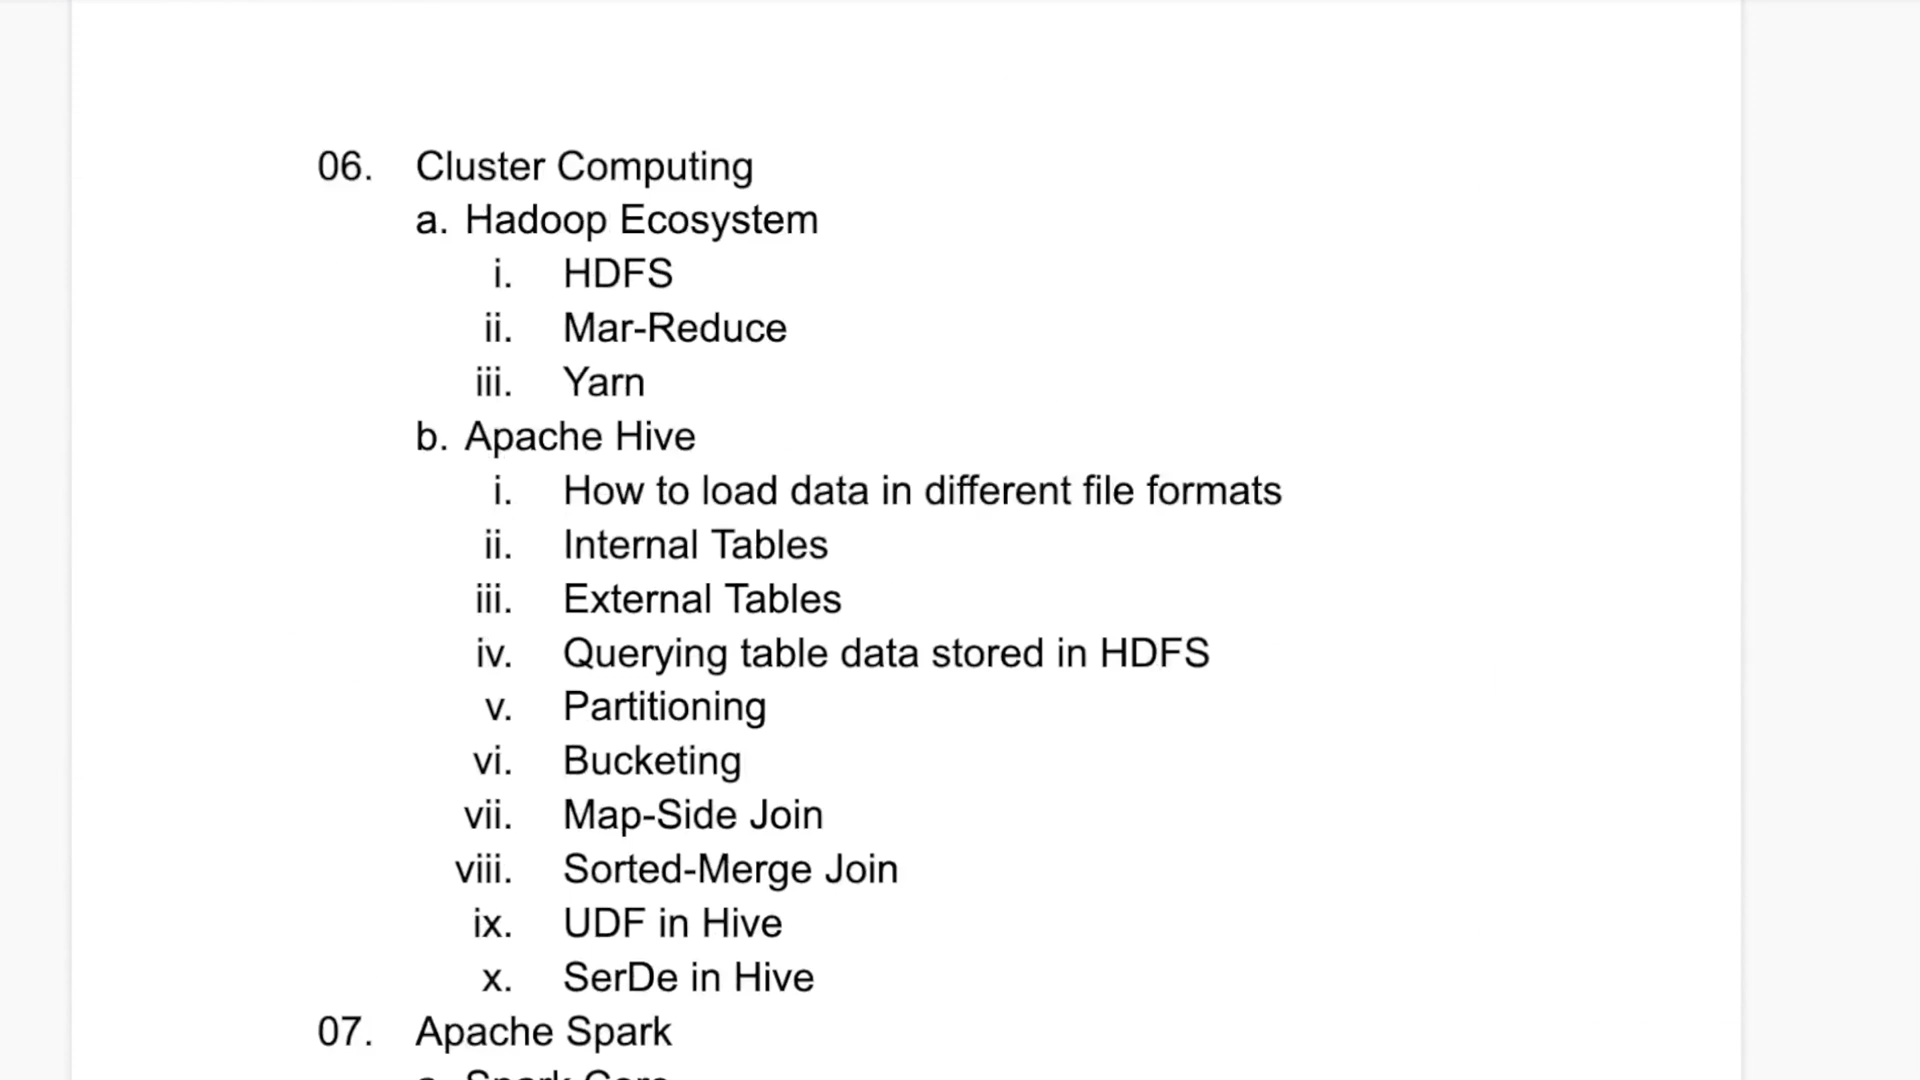 06. Cluster Computing
a. Hadoop Ecosystem
i. HDFS
ii. Mar-Reduce
iii. Yarn
b. Apache Hive
i. How to load data in different file formats
ii. Internal Tables
iii. External Tables
iv. Querying table data stored in HDFS
v. Partitioning
vi. Bucketing
vii. Map-Side Join
viii. Sorted-Merge Join
ix. UDF in Hive
x. SerDe in Hive
07. Apache Spark
a. Spark Core